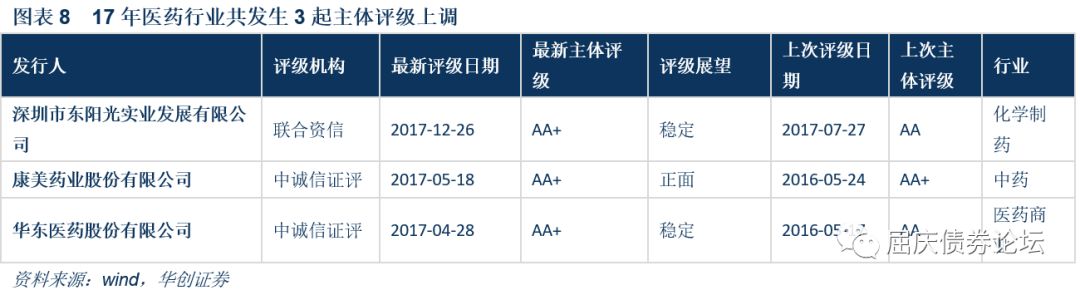 图表 8 17 年医药行业共发生 3 起主体评级上调
发行人 评级机构 最新评级日期 最新主体评级 评级展望 上次评级日期 上次主体评级 行业
深圳市东阳光实业发展有限公司 联合资信 2017-12-26 AA+ 稳定 2017-07-27 AA 化学制药
康美药业股份有限公司 中诚信证评 2017-05-18 AA+ 正面 2016-05-24 AA+ 中药
华东医药股份有限公司 中诚信证评 2017-04-28 AA+ 稳定 2016-05- AA 医药商
屈庆债券论坛
资料来源：wind，华创证券